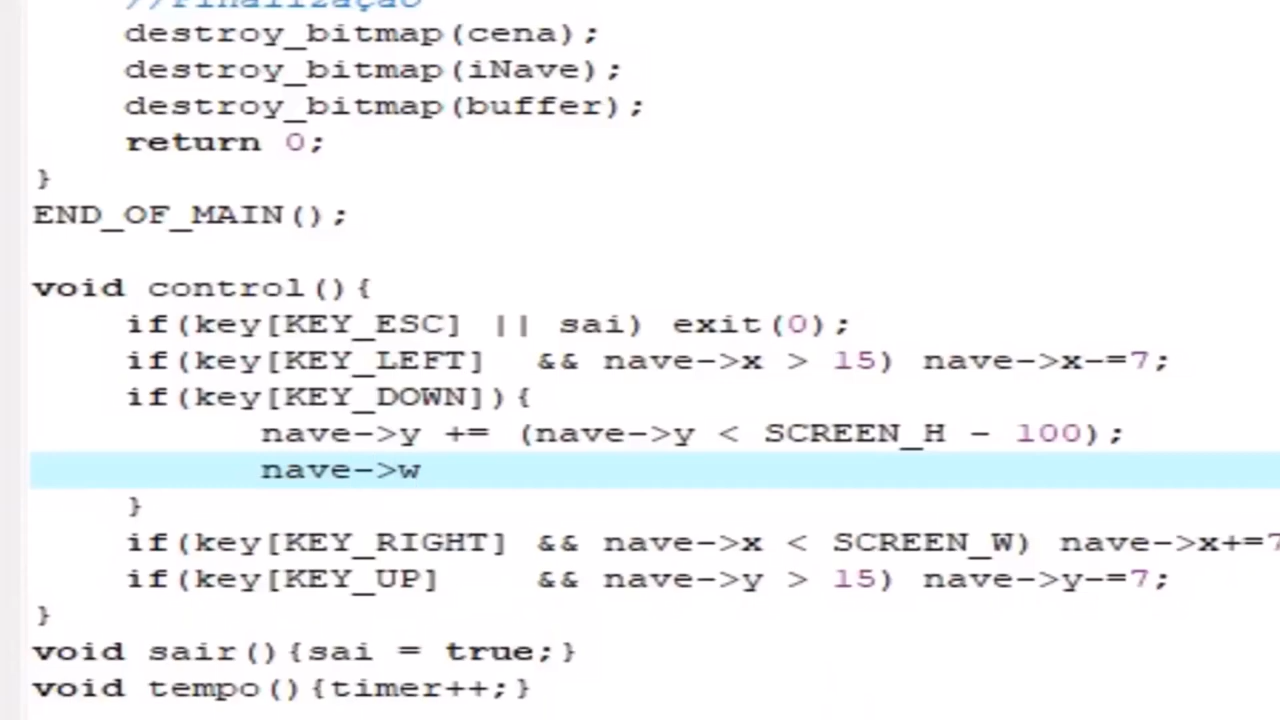 //Finalização
destroy_bitmap(cena);
destroy_bitmap(iNave);
destroy_bitmap(buffer);
return 0;
}
END_OF_MAIN();
void control(){
if(key[KEY_ESC] || sai) exit(0);
if(key[KEY_LEFT] && nave->x > 15) nave->x-=7;
if(key[KEY_DOWN]){
nave->y += (nave->y < SCREEN_H - 100);
nave->w
}
if(key[KEY_RIGHT] && nave->x < SCREEN_W) nave->x+=7
if(key[KEY_UP] && nave->y > 15) nave->y-=7;
}
void sair(){sai = true;}
void tempo(){timer++;}